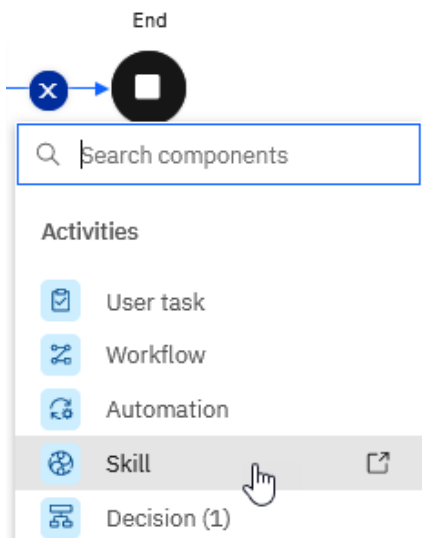 End
Search components
Activities
User task
Workflow
Automation
Skill
Decision (1)